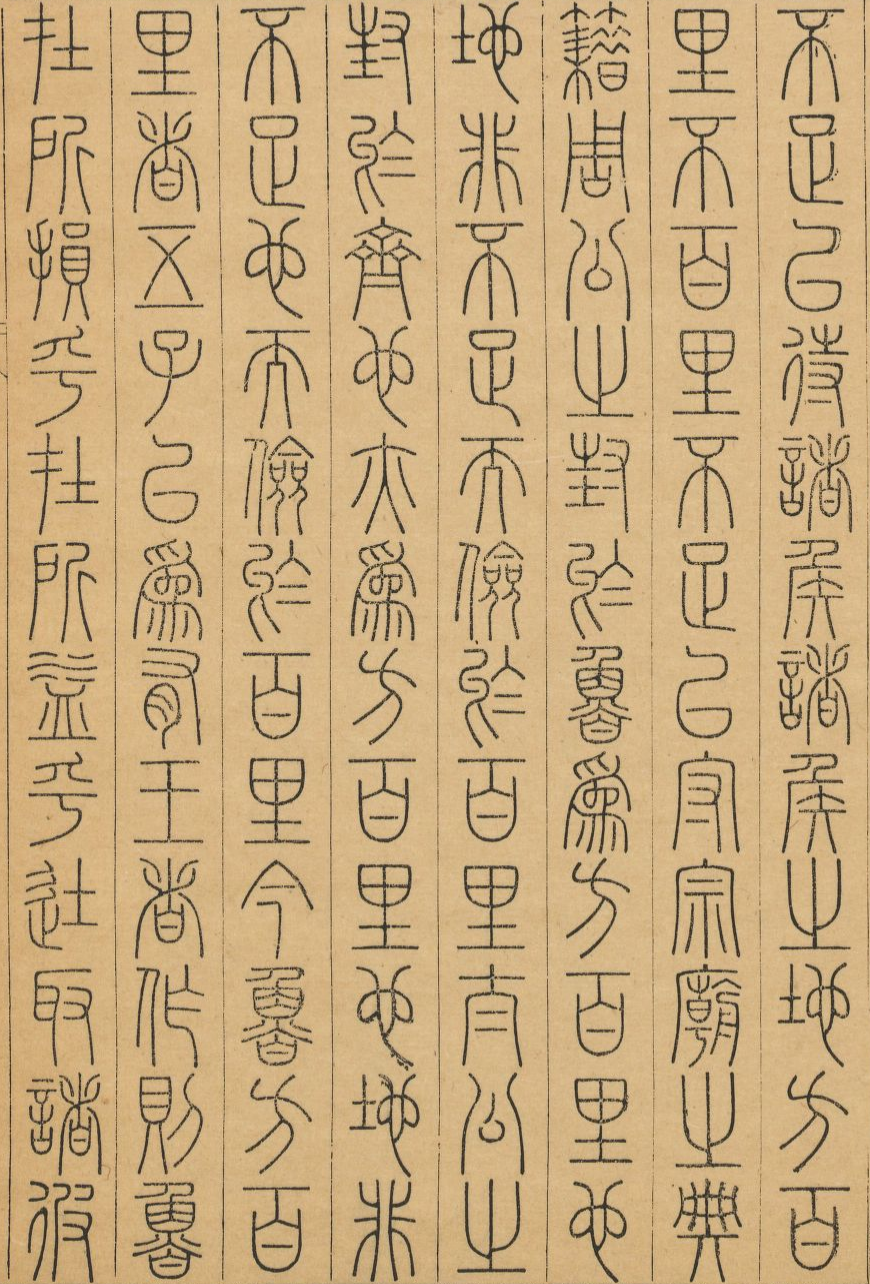 不足以待諸侯諸侯之地方百
里不百里不足以守宗廟之典
籍周公之封於魯為方百里也
地非不足而儉於百里太公之
封於齊也亦為方百里也地非
不足也而儉於百里今魯方百
里者五子以為有王者作則魯
在所損乎在所益乎徒取諸彼